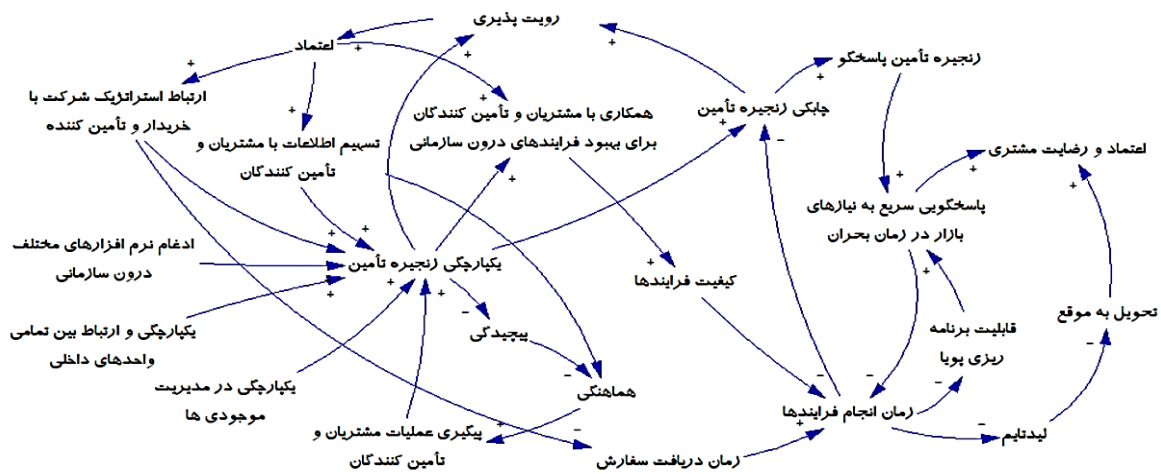 رویت پذیری
اعتماد
زنجیره تأمین پاسخگو
ارتباط استراتژیک شرکت با
خریدار و تأمین کننده
همکاری با مشتریان و تأمین کنندگان
برای بهبود فرایندهای درون سازمانی
چابکی زنجیره تأمین
تسهیم اطلاعات با مشتریان و
تأمین کنندگان
اعتماد و رضایت مشتری
پاسخگویی سریع به نیازهای
بازار در زمان بحران
ادغام نرم افزارهای مختلف
درون سازمانی
یکپارچگی زنجیره تأمین
کیفیت فرایندها
یکپارچگی و ارتباط بین تمامی
واحدهای داخلی
پیچیدگی
قابلیت برنامه
ریزی پویا
تحویل به موقع
یکپارچگی در مدیریت
موجودی ها
هماهنگی
زمان انجام فرایندها
لیدتایم
پیگیری عملیات مشتریان و
تأمین کنندگان
زمان دریافت سفارش